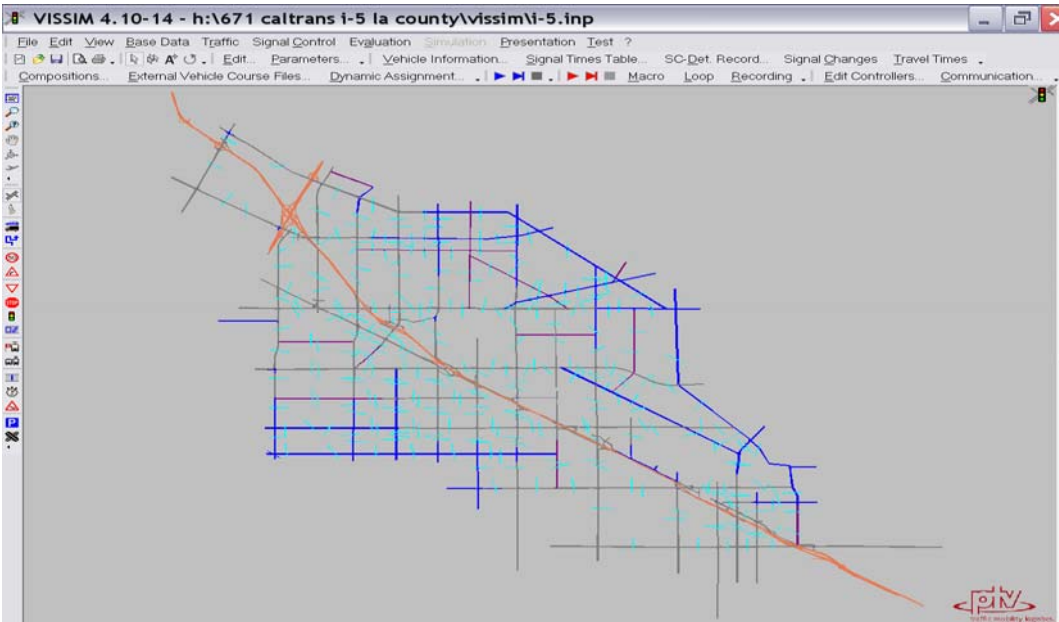 VISSIM 4.10-14 - h:\671 caltrans i-5 la county\vissim\i-5.inp
File Edit View Base Data Traffic Signal Control Evaluation Simulation Presentation Test ?
Edit... Parameters... Vehicle Information... Signal Times Table... SC-Det. Record... Signal Changes Travel Times
Compositions... External Vehicle Course Files... Dynamic Assignment... Macro Loop Recording Edit Controllers... Communication...
STOP
P
ptv